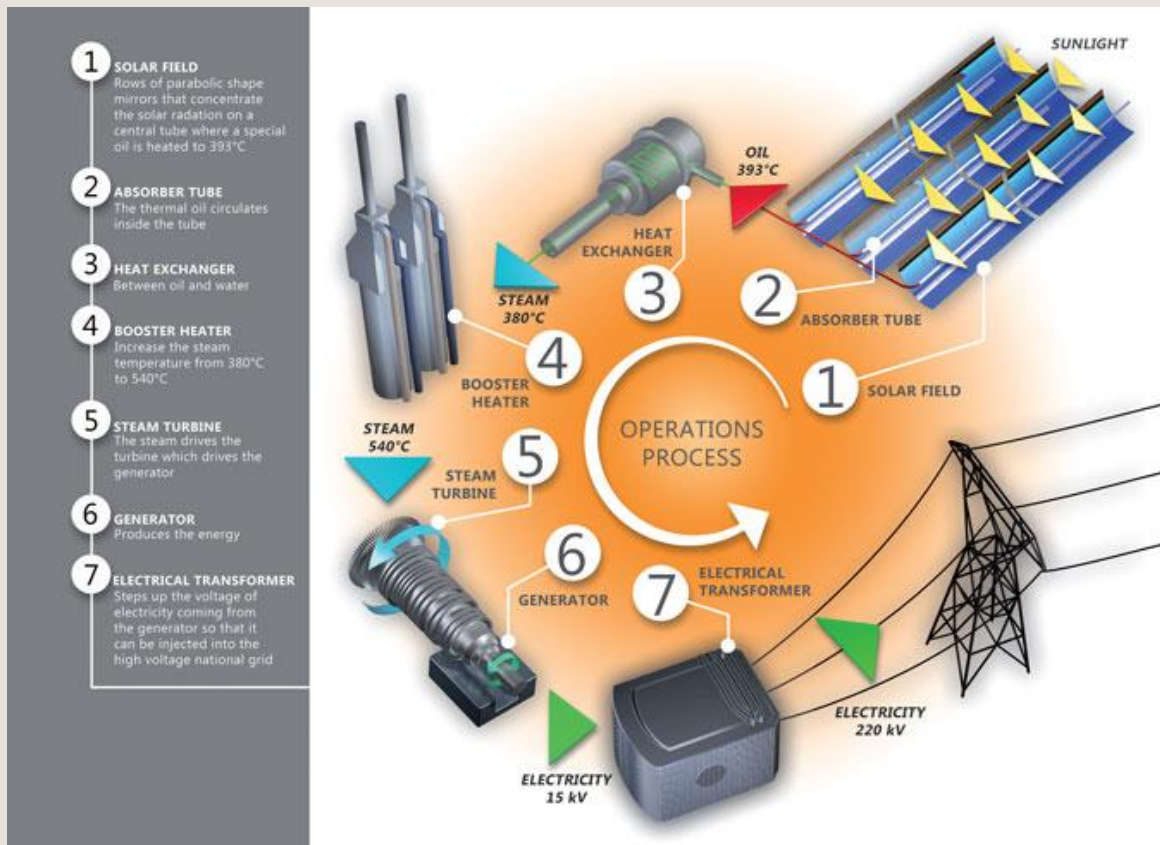 1
SOLAR FIELD
Rows of parabolic shape
mirrors that concentrate
the solar radation on a
central tube where a special
oil is heated to 393°C
2
ABSORBER TUBE
The thermal oil circulates
inside the tube
3
HEAT EXCHANGER
Between oil and water
4
BOOSTER HEATER
Increase the steam
temperature from 380°C
to 540°C
5
STEAM TURBINE
The steam drives the
turbine which drives the
generator
6
GENERATOR
Produces the energy
7
ELECTRICAL TRANSFORMER
Steps up the voltage of
electricity coming from
the generator so that it
can be injected into the
high voltage national grid
SUNLIGHT
OIL
393°C
HEAT
EXCHANGER
3
STEAM
380°C
2
ABSORBER TUBE
4
BOOSTER
HEATER
1
SOLAR FIELD
OPERATIONS
PROCESS
STEAM
540°C
5
STEAM
TURBINE
6
GENERATOR
7
ELECTRICAL
TRANSFORMER
ELECTRICITY
15 kV
ELECTRICITY
220 kV